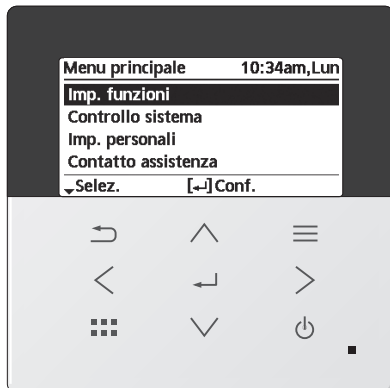 Menu principale 10:34am,Lun
Imp. funzioni
Controllo sistema
Imp. personali
Contatto assistenza
Selez. [↵]Conf.